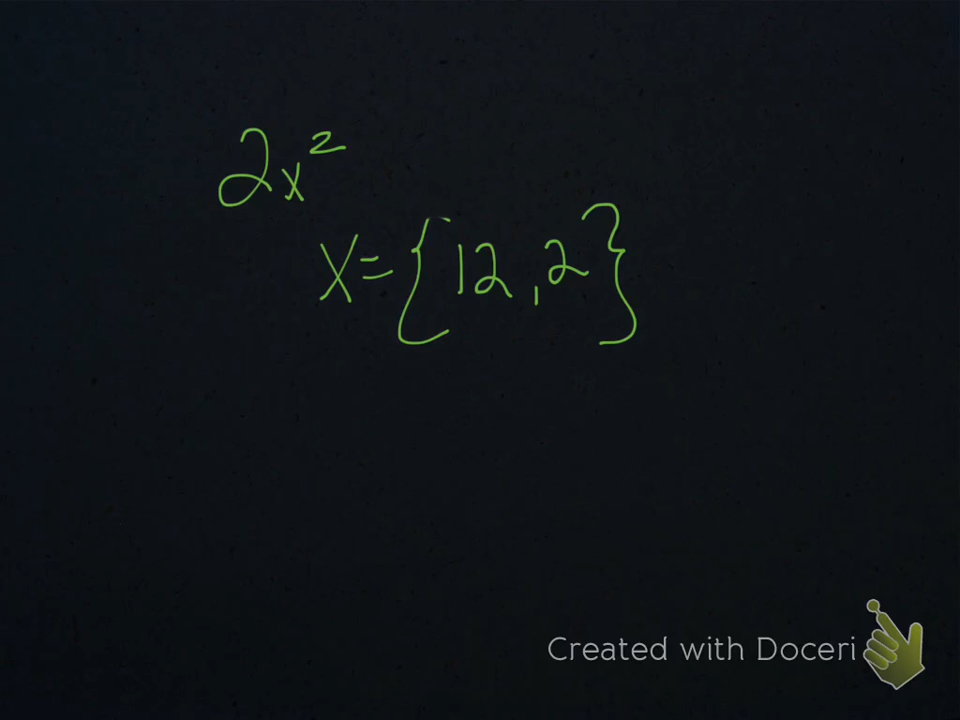 2x²
x={12,2}
Created with Doceri